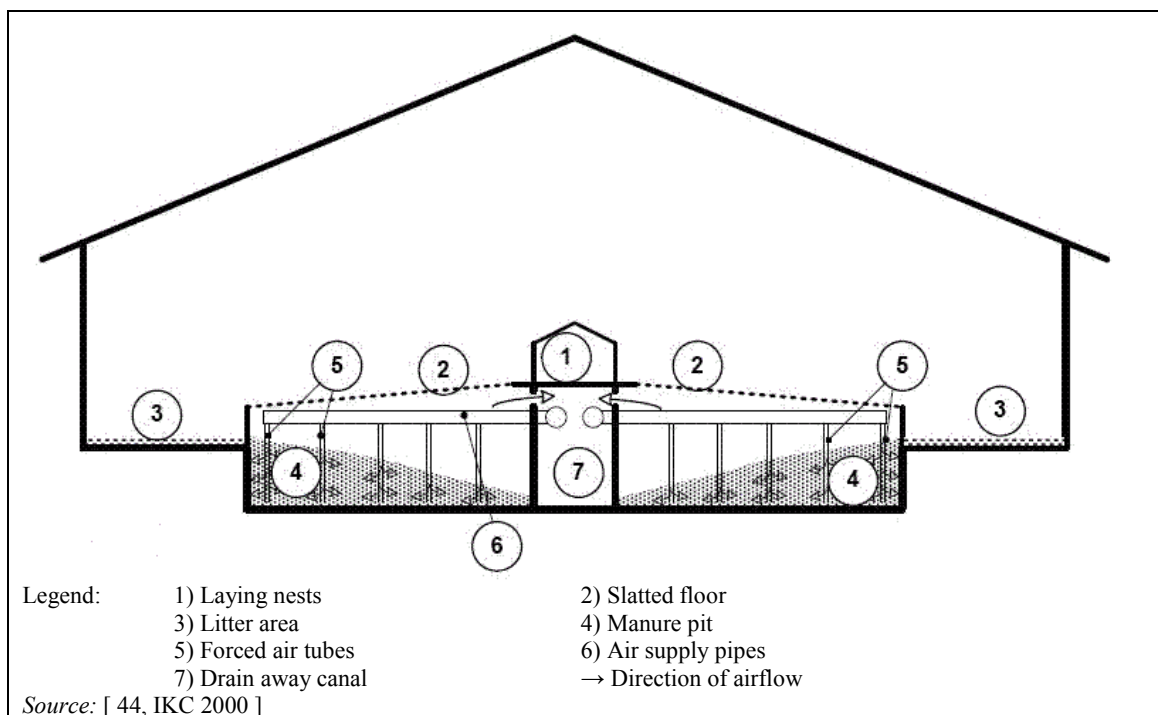 1
5
2
2
5
3
3
4
7
4
6
Legend: 1) Laying nests 2) Slatted floor
3) Litter area 4) Manure pit
5) Forced air tubes 6) Air supply pipes
7) Drain away canal → Direction of airflow
Source: [ 44, IKC 2000 ]